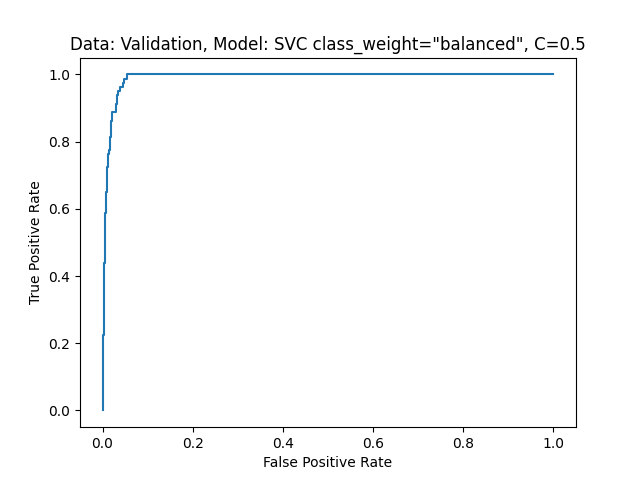 Data: Validation, Model: SVC class_weight="balanced", C=0.5
1.0
0.8
0.6
0.4
0.2
0.0
True Positive Rate
0.0 0.2 0.4 0.6 0.8 1.0
False Positive Rate